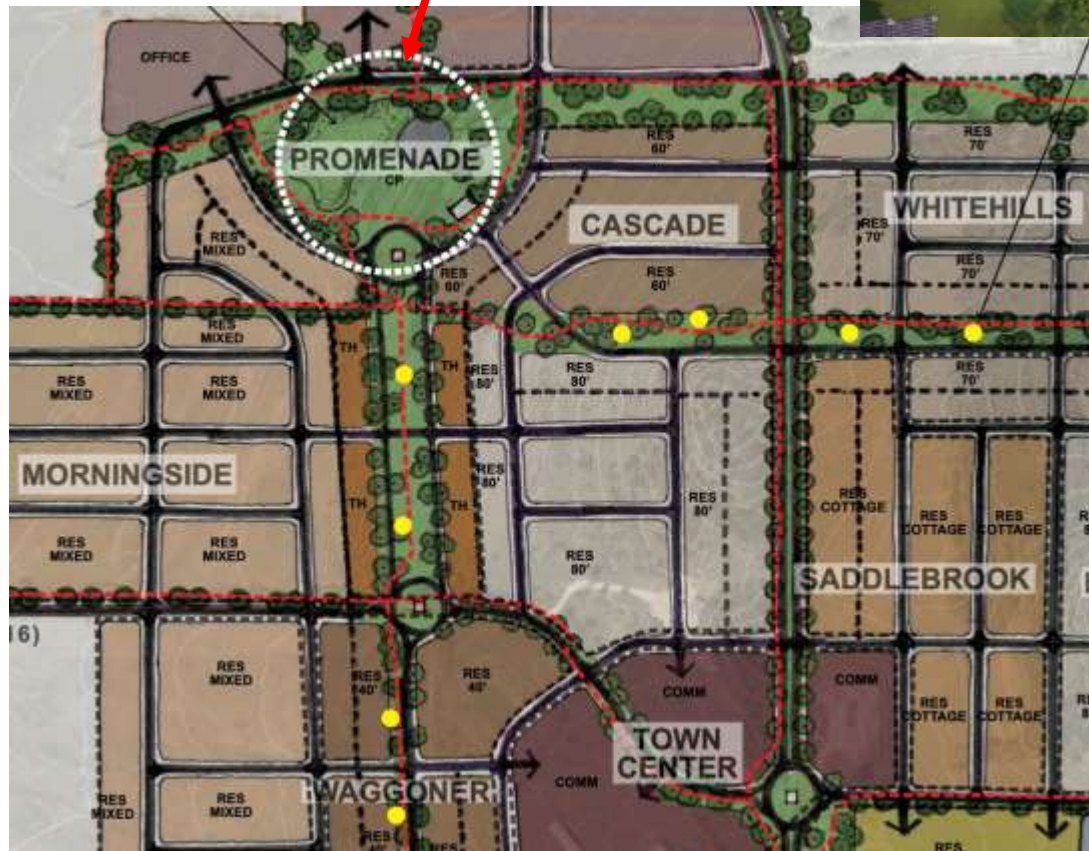 OFFICE
PROMENADE
CP
RES
60'
RES
70'
WHITEHILLS
CASCADE
RES
70'
RES
MIXED
RES
60'
RES
60'
RES
70'
RES
MIXED
TH
TH
RES
80'
RES
80'
RES
70'
RES
MIXED
RES
MIXED
MORNINGSIDE
RES
80'
TH
TH
RES
80'
RES
COTTAGE
RES
COTTAGE
RES
COTTAGE
RES
MIXED
RES
MIXED
RES
80'
SADDLEBROOK
16)
RES
MIXED
RES
40'
RES
40'
COMM
COMM
RES
COTTAGE
RES
COTTAGE
TOWN
CENTER
COMM
WAGGONER
RES
MIXED
RES
MIXED
RES
40'
RES
RES